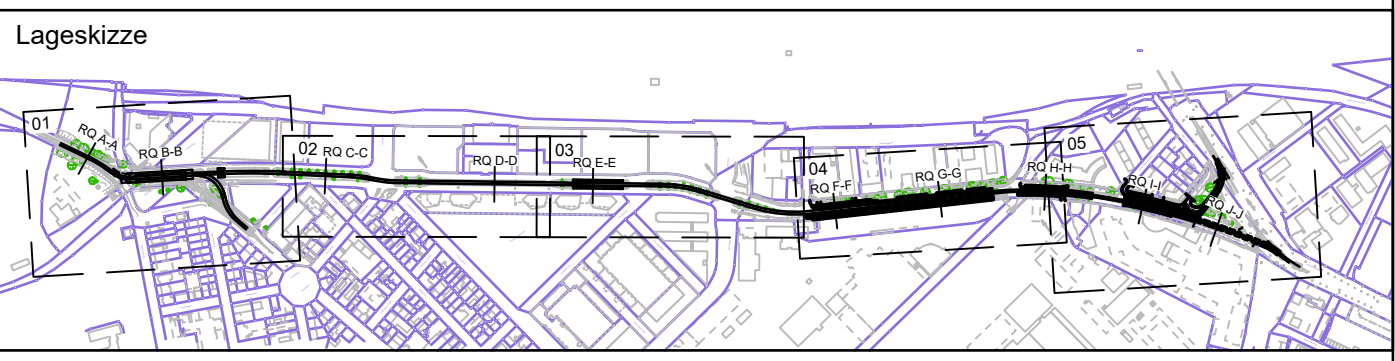 Lageskizze
01
RQ A-A
RQ B-B
02
RQ C-C
RQ D-D
03
RQ E-E
04
RQ F-F
RQ G-G
RQ H-H
05
RQ I-I
RQ J-J